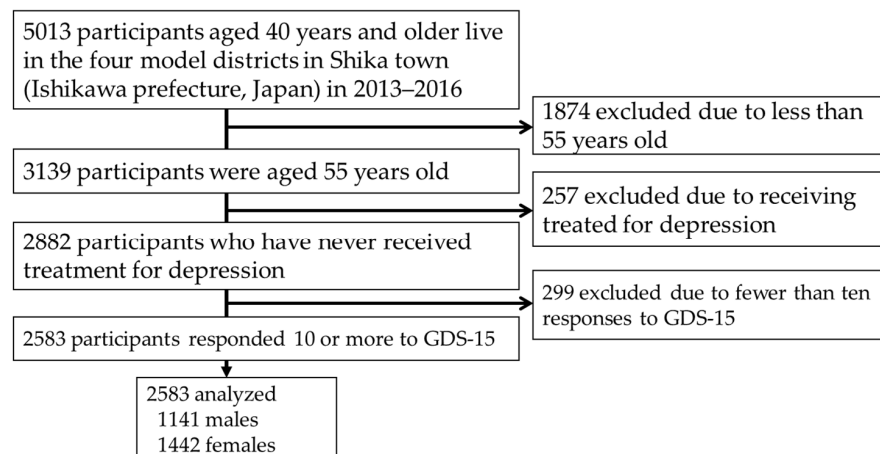 5013 participants aged 40 years and older live
in the four model districts in Shika town
(Ishikawa prefecture, Japan) in 2013–2016
1874 excluded due to less than
55 years old
3139 participants were aged 55 years old
257 excluded due to receiving
treated for depression
2882 participants who have never received
treatment for depression
299 excluded due to fewer than ten
responses to GDS-15
2583 participants responded 10 or more to GDS-15
2583 analyzed
1141 males
1442 females